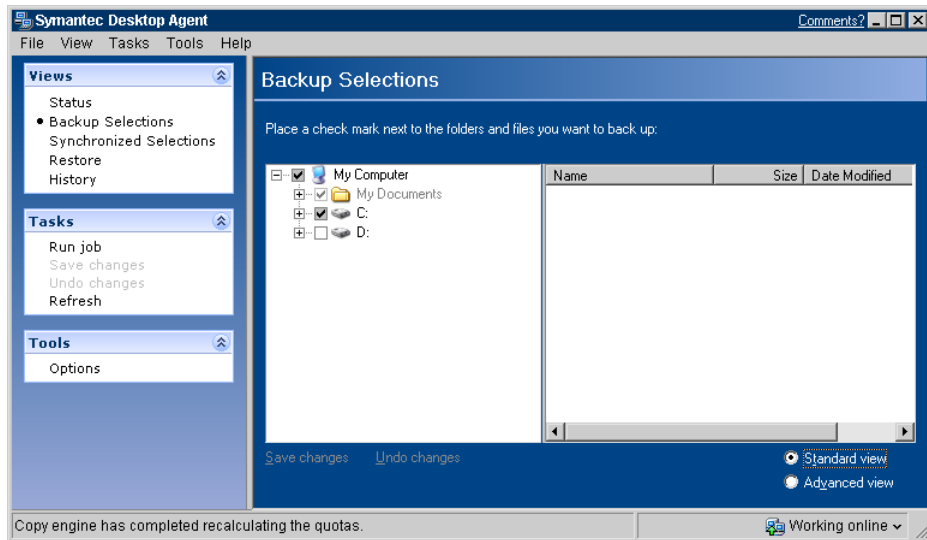 Symantec Desktop Agent
Comments?
File View Tasks Tools Help
Views
Status
Backup Selections
Synchronized Selections
Restore
History
Tasks
Run job
Save changes
Undo changes
Refresh
Tools
Options
Backup Selections
Place a check mark next to the folders and files you want to back up:
My Computer
My Documents
C:
D:
Name Size Date Modified
Save changes Undo changes
Standard view
Advanced view
Copy engine has completed recalculating the quotas.
Working online